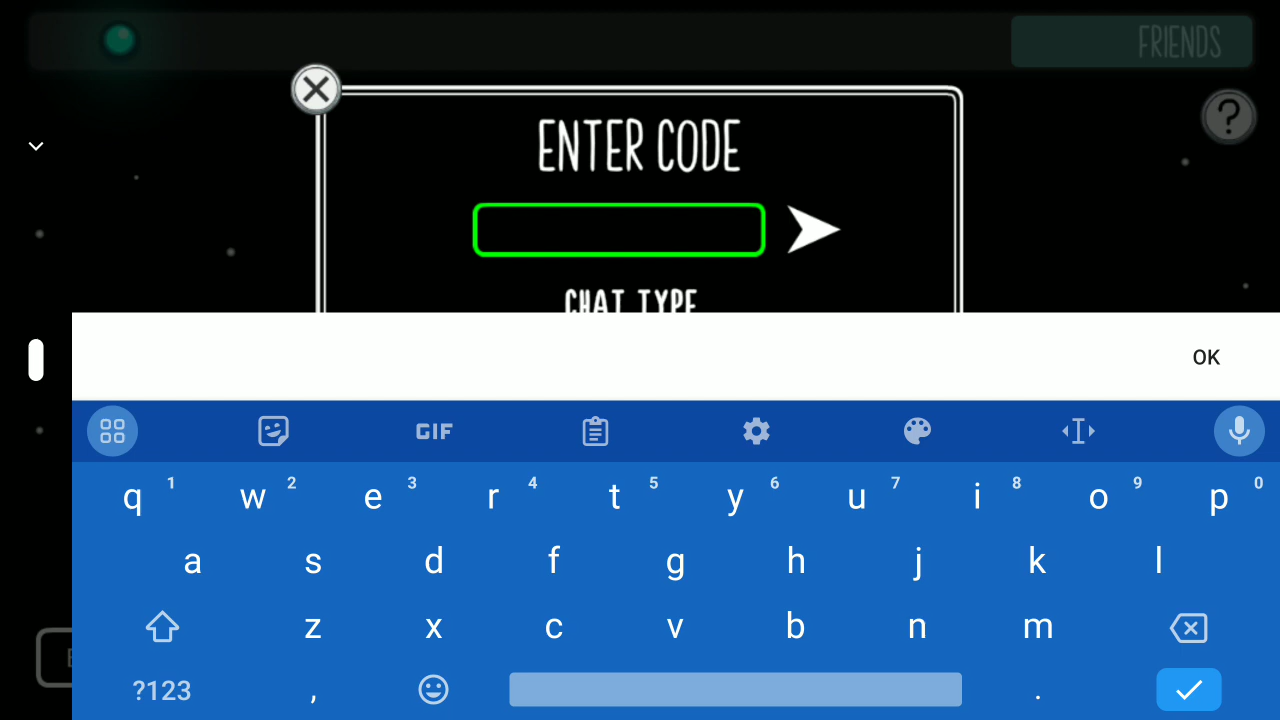 FRIENDS
?
ENTER CODE
CHAT TYPE
OK
GIF
q 1 w 2 e 3 r 4 t 5 y 6 u 7 i 8 o 9 p 0
a s d f g h j k l
z x c v b n m
?123 , .